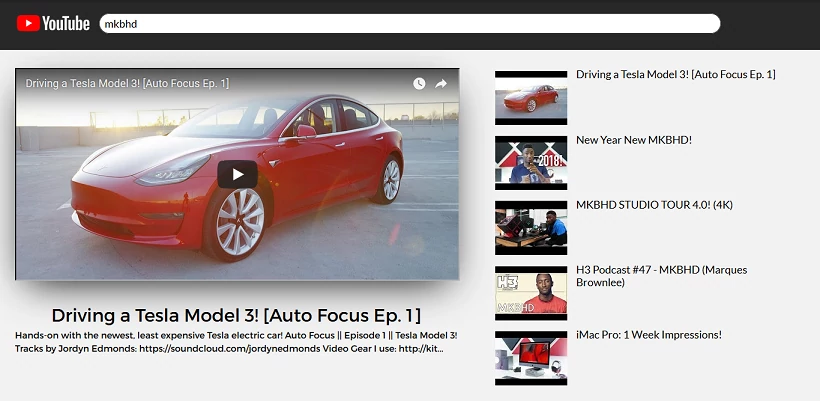 YouTube
mkbhd
Driving a Tesla Model 3! [Auto Focus Ep. 1]
Driving a Tesla Model 3! [Auto Focus Ep. 1]
Hands-on with the newest, least expensive Tesla electric car! Auto Focus || Episode 1 || Tesla Model 3!
Tracks by Jordyn Edmonds: https://soundcloud.com/jordynedmonds Video Gear I use: http://kit...
Driving a Tesla Model 3! [Auto Focus Ep. 1]
2018!
New Year New MKBHD!
MKBHD STUDIO TOUR 4.0! (4K)
H3
MKBHD
H3 Podcast #47 - MKBHD (Marques
Brownlee)
iMac Pro: 1 Week Impressions!